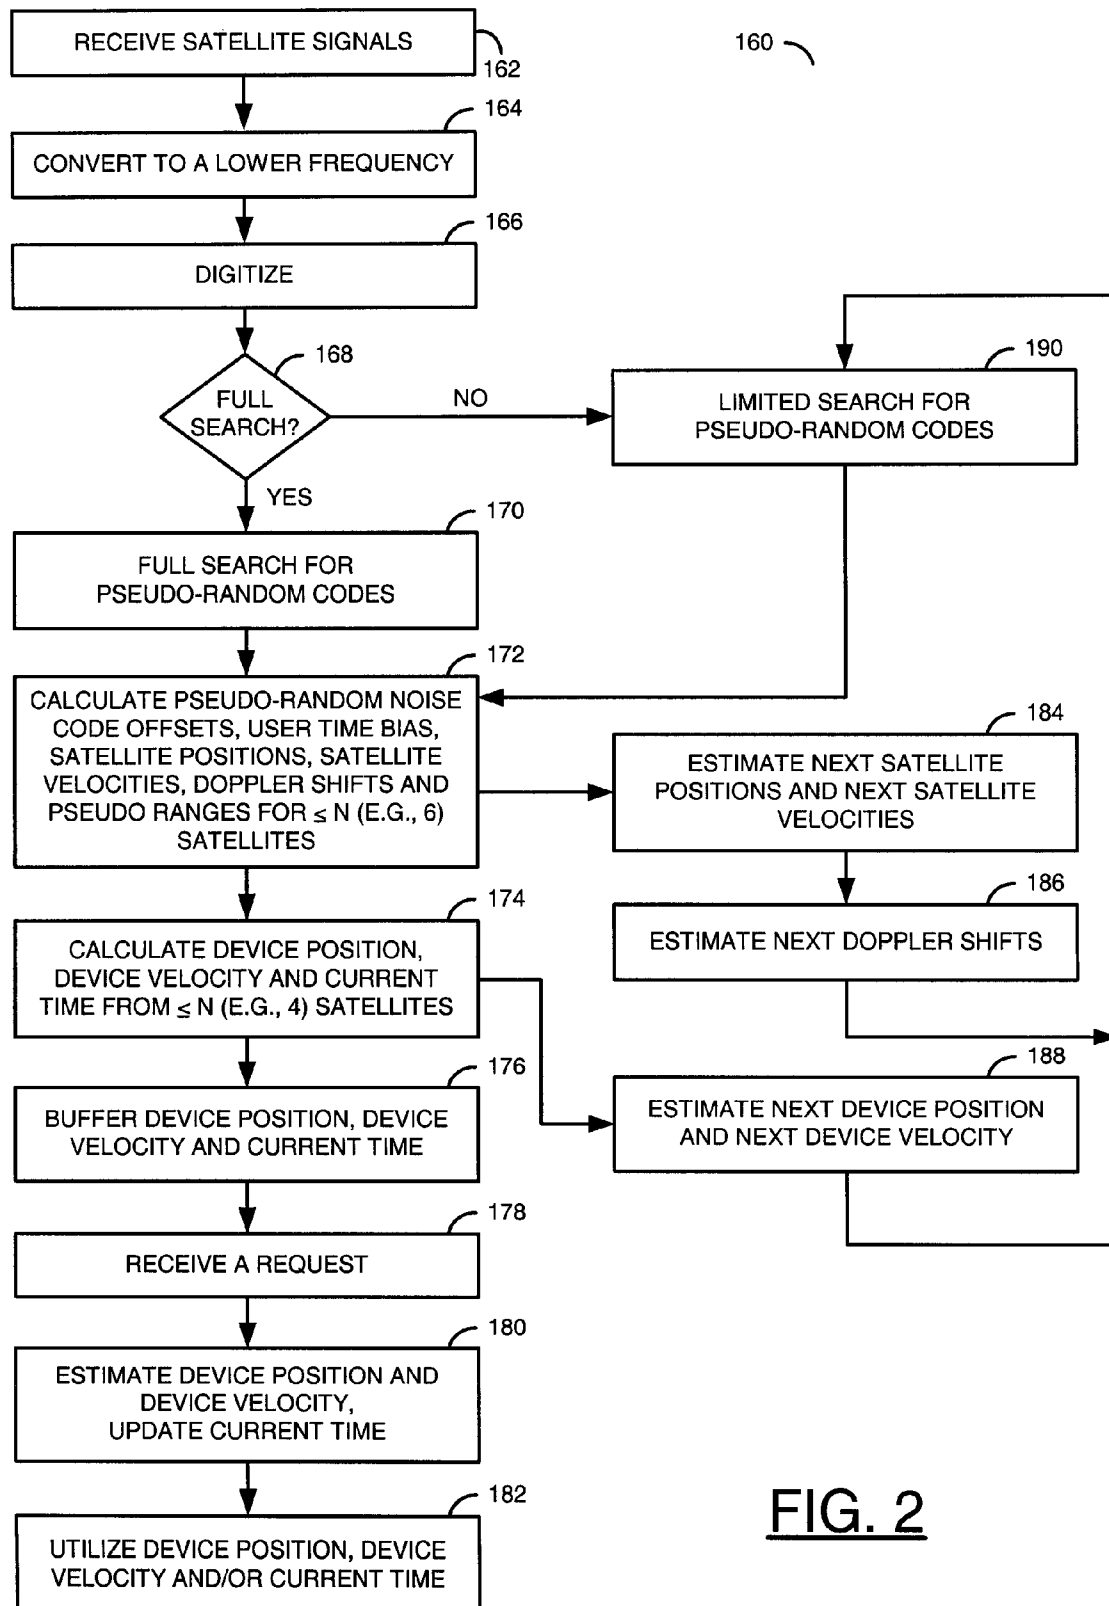 RECEIVE SATELLITE SIGNALS
162
160
164
CONVERT TO A LOWER FREQUENCY
166
DIGITIZE
168
FULL
SEARCH?
NO
YES
190
LIMITED SEARCH FOR
PSEUDO-RANDOM CODES
170
FULL SEARCH FOR
PSEUDO-RANDOM CODES
172
CALCULATE PSEUDO-RANDOM NOISE
CODE OFFSETS, USER TIME BIAS,
SATELLITE POSITIONS, SATELLITE
VELOCITIES, DOPPLER SHIFTS AND
PSEUDO RANGES FOR ≤ N (E.G., 6)
SATELLITES
184
ESTIMATE NEXT SATELLITE
POSITIONS AND NEXT SATELLITE
VELOCITIES
186
ESTIMATE NEXT DOPPLER SHIFTS
174
CALCULATE DEVICE POSITION,
DEVICE VELOCITY AND CURRENT
TIME FROM ≤ N (E.G., 4) SATELLITES
188
ESTIMATE NEXT DEVICE POSITION
AND NEXT DEVICE VELOCITY
176
BUFFER DEVICE POSITION, DEVICE
VELOCITY AND CURRENT TIME
178
RECEIVE A REQUEST
180
ESTIMATE DEVICE POSITION AND
DEVICE VELOCITY,
UPDATE CURRENT TIME
182
UTILIZE DEVICE POSITION, DEVICE
VELOCITY AND/OR CURRENT TIME
FIG. 2